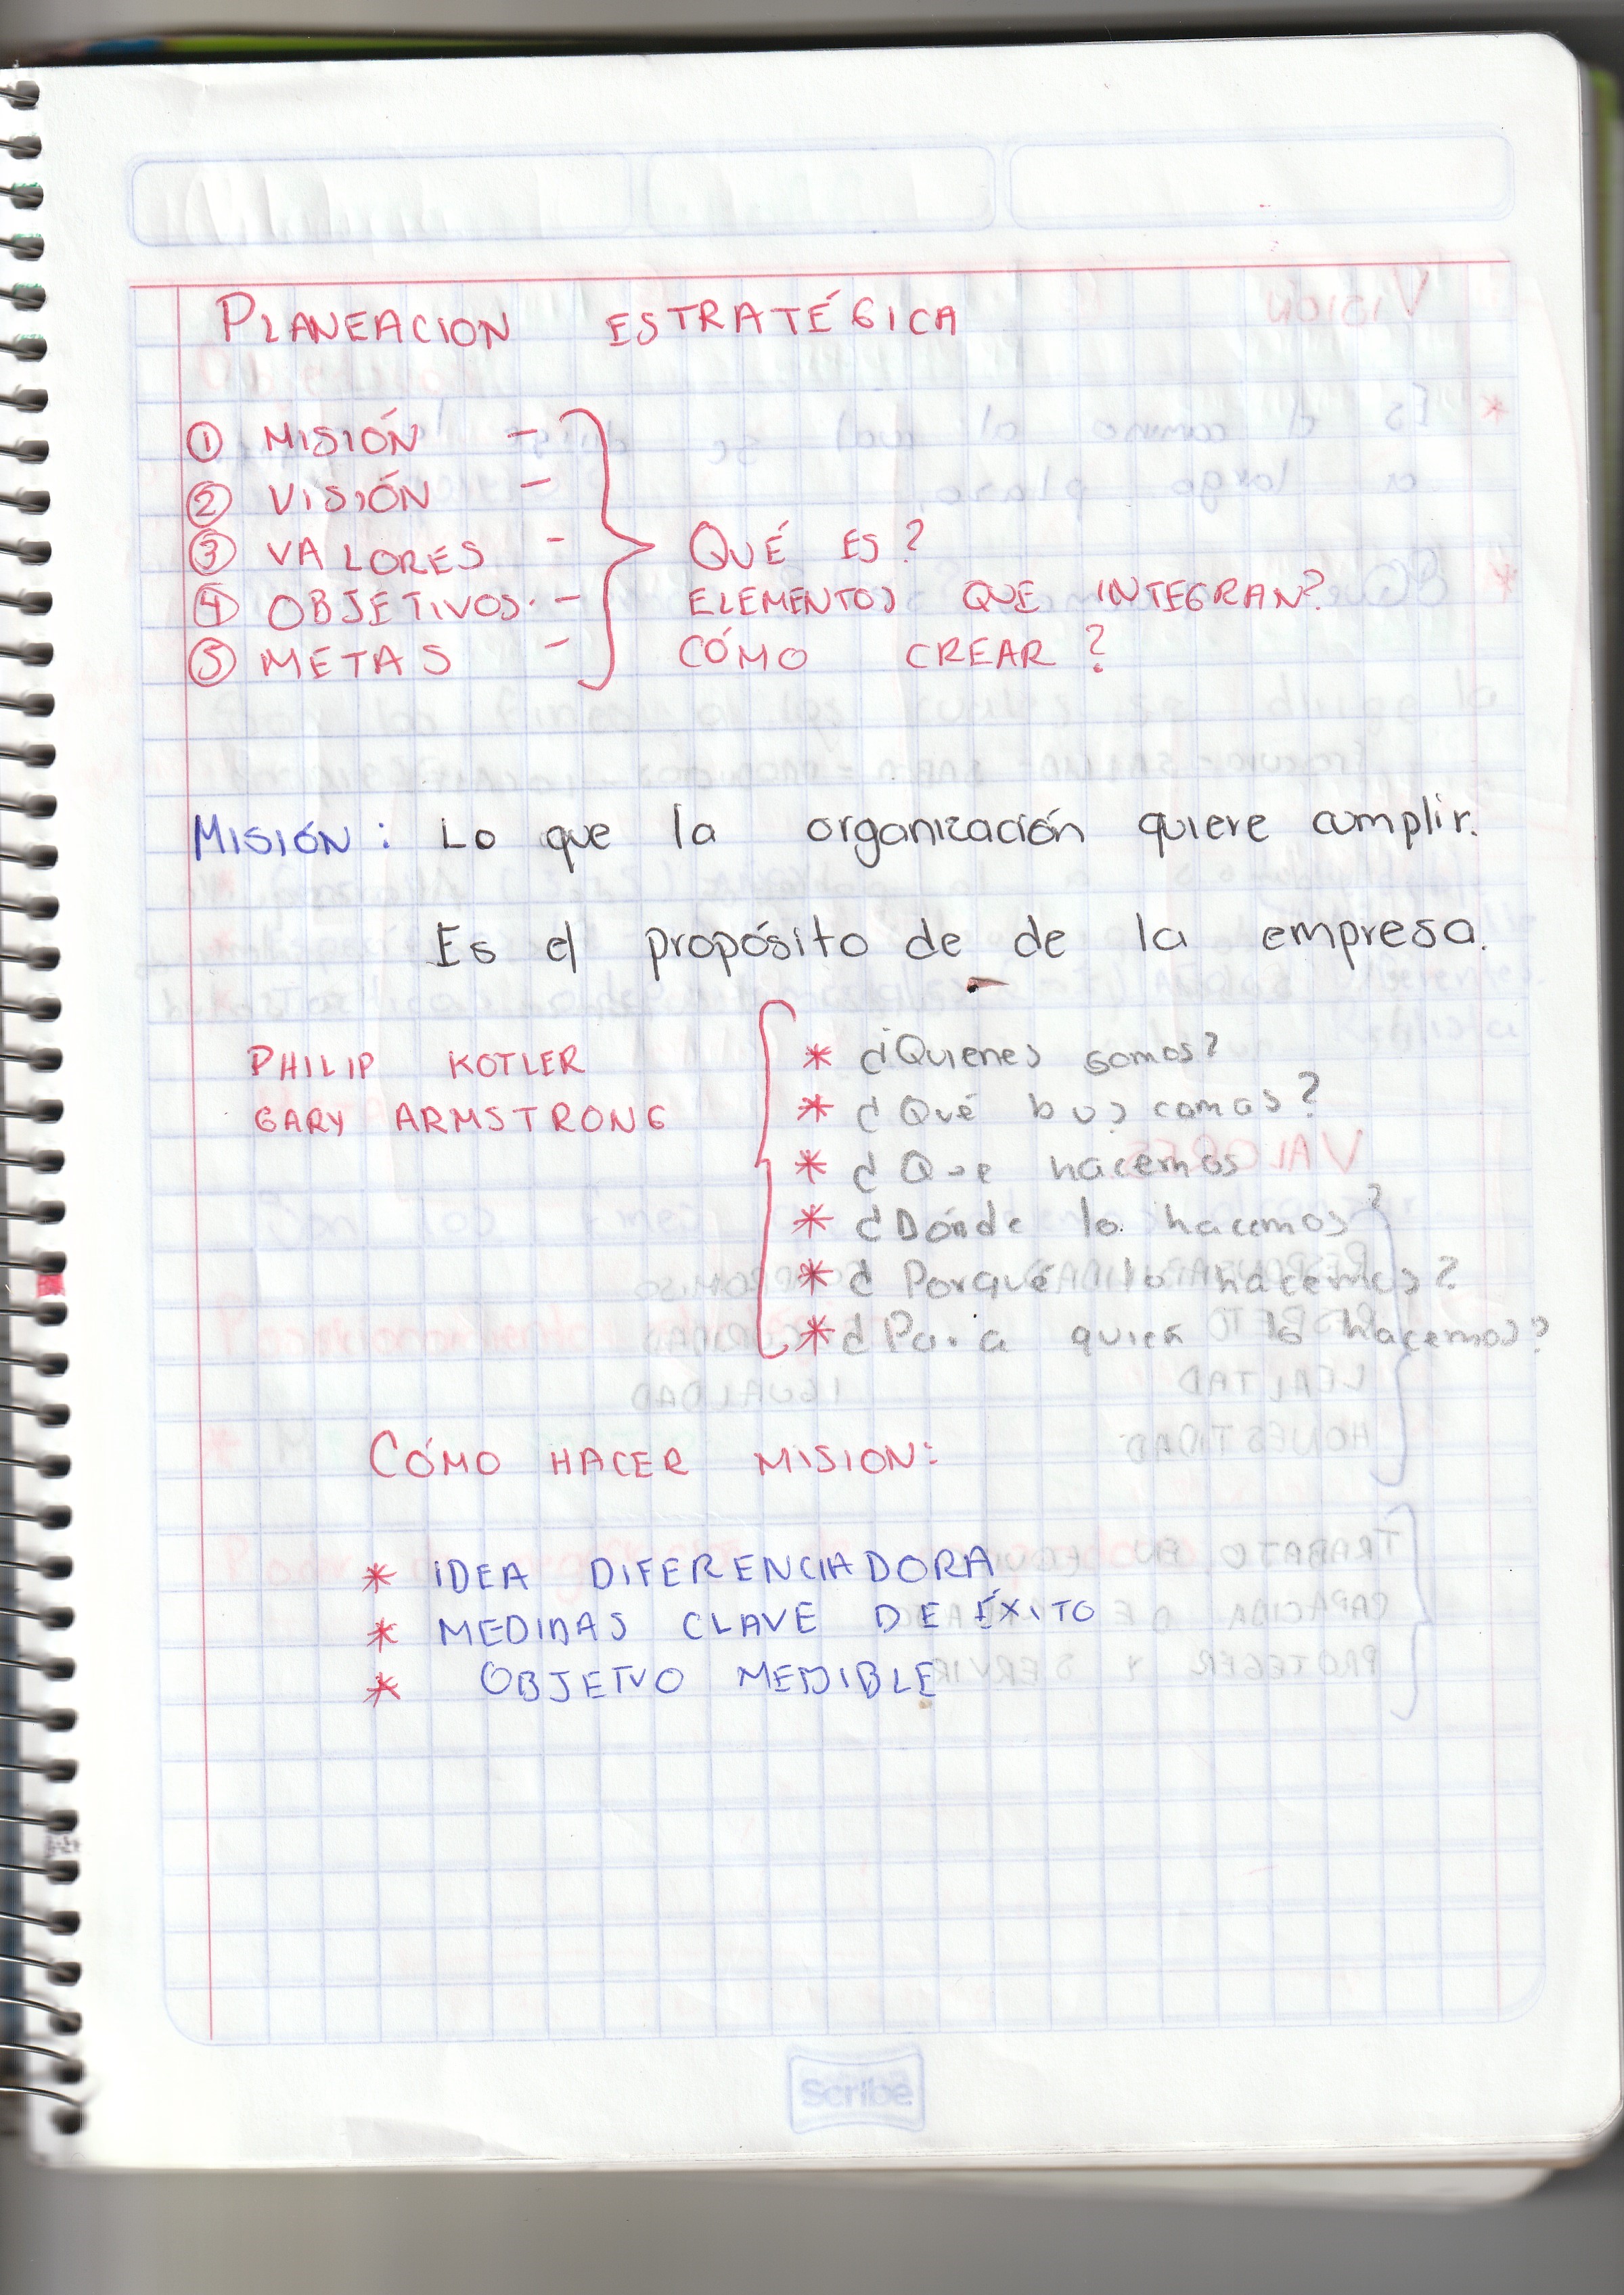 PLANEACION ESTRATÉGICA
① MISIÓN -
② VISIÓN -
③ VALORES -
④ OBJETIVOS. -
⑤ METAS -
QUÉ ES?
ELEMENTOS QUE INTEGRAN?
CÓMO CREAR?
MISIÓN: Lo que la organización quiere cumplir.
Es el propósito de de la empresa.
PHILIP KOTLER
GARY ARMSTRONG
* ¿Quienes somos?
* ¿Qué buscamos?
* ¿Que hacemos
* ¿Dónde lo hacemos?
* ¿Porqué lo hacemos?
* ¿Para quien lo hacemos?
CÓMO HACER MISION:
* IDEA DIFERENCIADORA
* MEDIDAS CLAVE DE ÉXITO
* OBJETVO MEDIBLE
Scribe